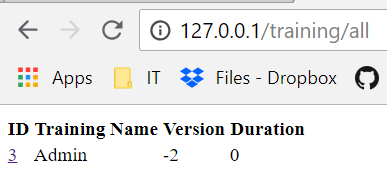 127.0.0.1/training/all
Apps IT Files - Dropbox
ID Training Name Version Duration
3 Admin -2 0